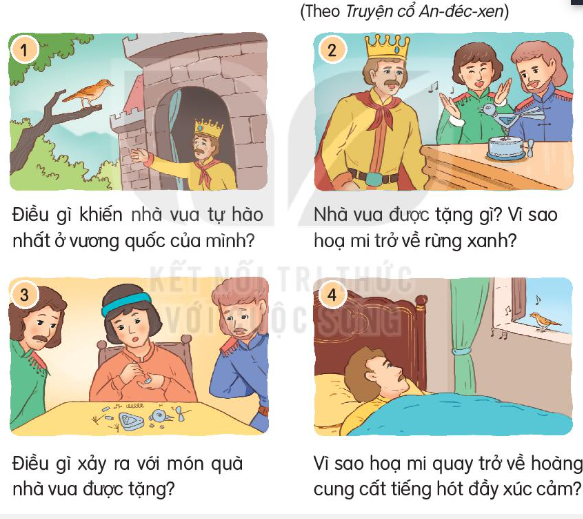 (Theo Truyện cổ An-đéc-xen)
1
2
Điều gì khiến nhà vua tự hào
nhất ở vương quốc của mình?
Nhà vua được tặng gì? Vì sao
hoạ mi trở về rừng xanh?
KẾT NỐI TRI THỨC
VỚI CUỘC SỐNG
3
4
Điều gì xảy ra với món quà
nhà vua được tặng?
Vì sao hoạ mi quay trở về hoàng
cung cất tiếng hót đầy xúc cảm?